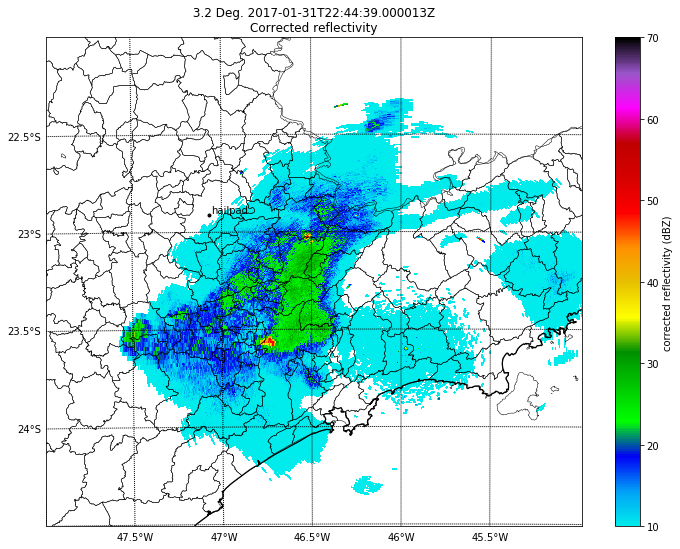 3.2 Deg. 2017-01-31T22:44:39.000013Z
Corrected reflectivity
70
60
50
40
30
20
10
corrected reflectivity (dBZ)
22.5°S
23°S
23.5°S
24°S
hailpad
47.5°W
47°W
46.5°W
46°W
45.5°W